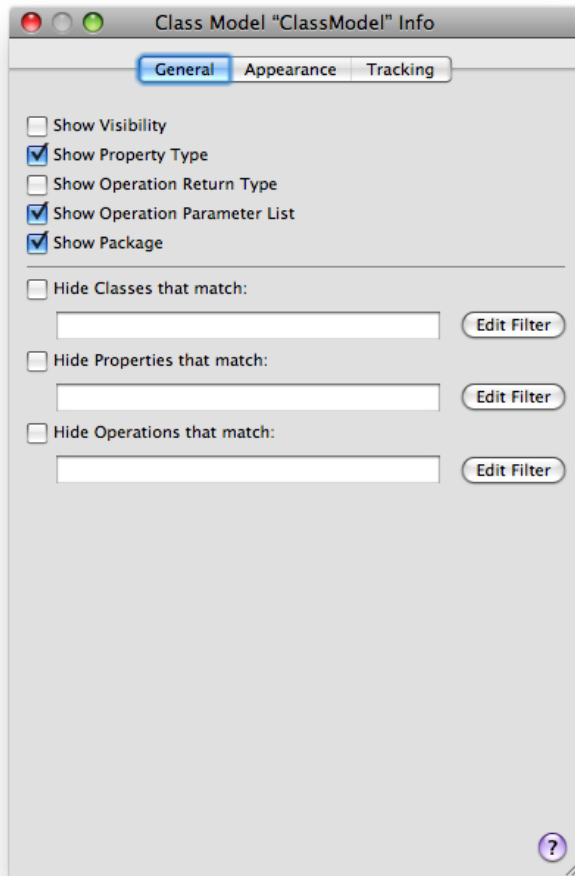 Class Model “ClassModel” Info
General Appearance Tracking
Show Visibility
Show Property Type
Show Operation Return Type
Show Operation Parameter List
Show Package
Hide Classes that match:
Edit Filter
Hide Properties that match:
Edit Filter
Hide Operations that match:
Edit Filter
?